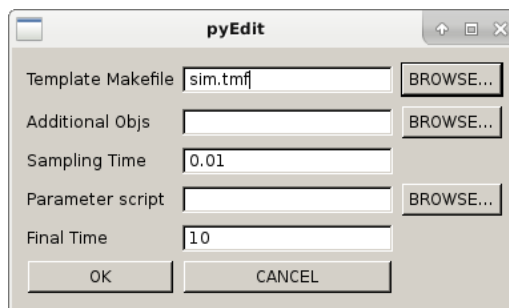 pyEdit
Template Makefile sim.tmf BROWSE...
Additional Objs BROWSE...
Sampling Time 0.01
Parameter script BROWSE...
Final Time 10
OK CANCEL